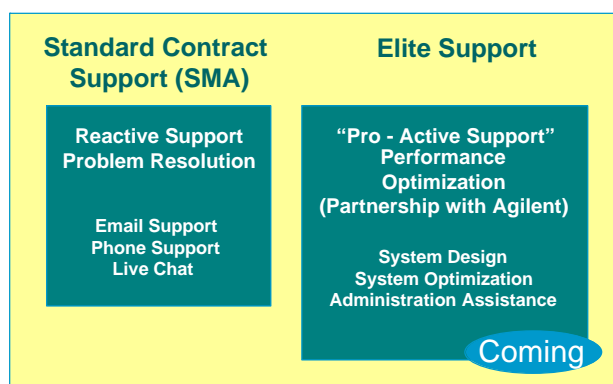 Standard Contract
Support (SMA)
Reactive Support
Problem Resolution
Email Support
Phone Support
Live Chat
Elite Support
“Pro - Active Support”
Performance
Optimization
(Partnership with Agilent)
System Design
System Optimization
Administration Assistance
Coming